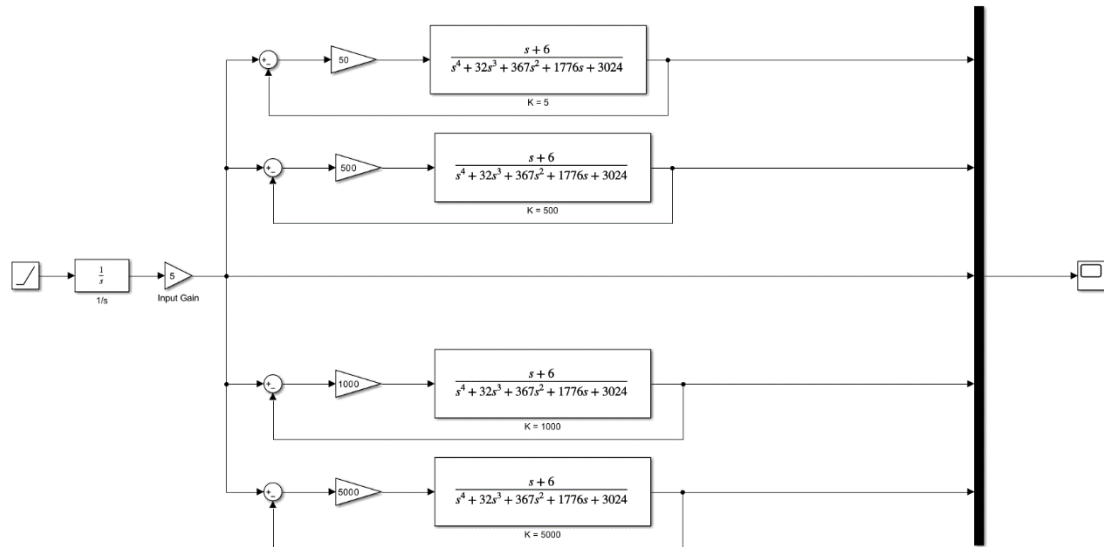 +
-
50
s + 6
s⁴ + 32s³ + 367s² + 1776s + 3024
K = 5
+
-
500
s + 6
s⁴ + 32s³ + 367s² + 1776s + 3024
K = 500
1
s
1/s
5
Input Gain
+
-
1000
s + 6
s⁴ + 32s³ + 367s² + 1776s + 3024
K = 1000
+
-
5000
s + 6
s⁴ + 32s³ + 367s² + 1776s + 3024
K = 5000